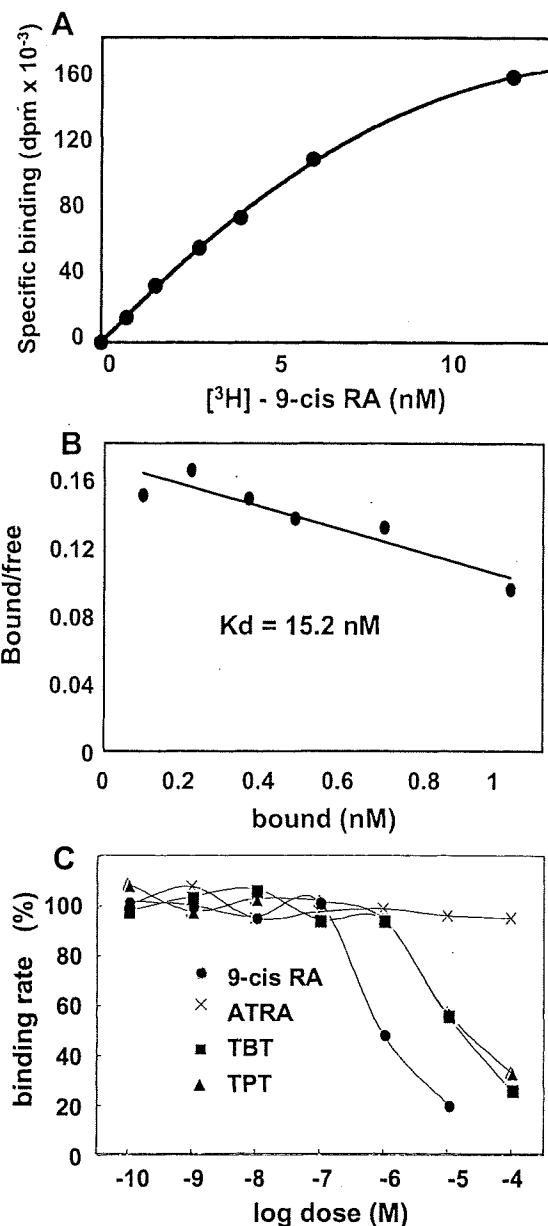 A
Specific binding (dpm x 10-3)
160
120
80
40
0
0 5 10
[3H] - 9-cis RA (nM)
B
Bound/free
0.16
0.12
0.08
0.04
0
Kd = 15.2 nM
0 0.2 0.4 0.6 0.8 1
bound (nM)
C
binding rate (%)
100
80
60
40
20
0
9-cis RA
ATRA
TBT
TPT
-10 -9 -8 -7 -6 -5 -4
log dose (M)